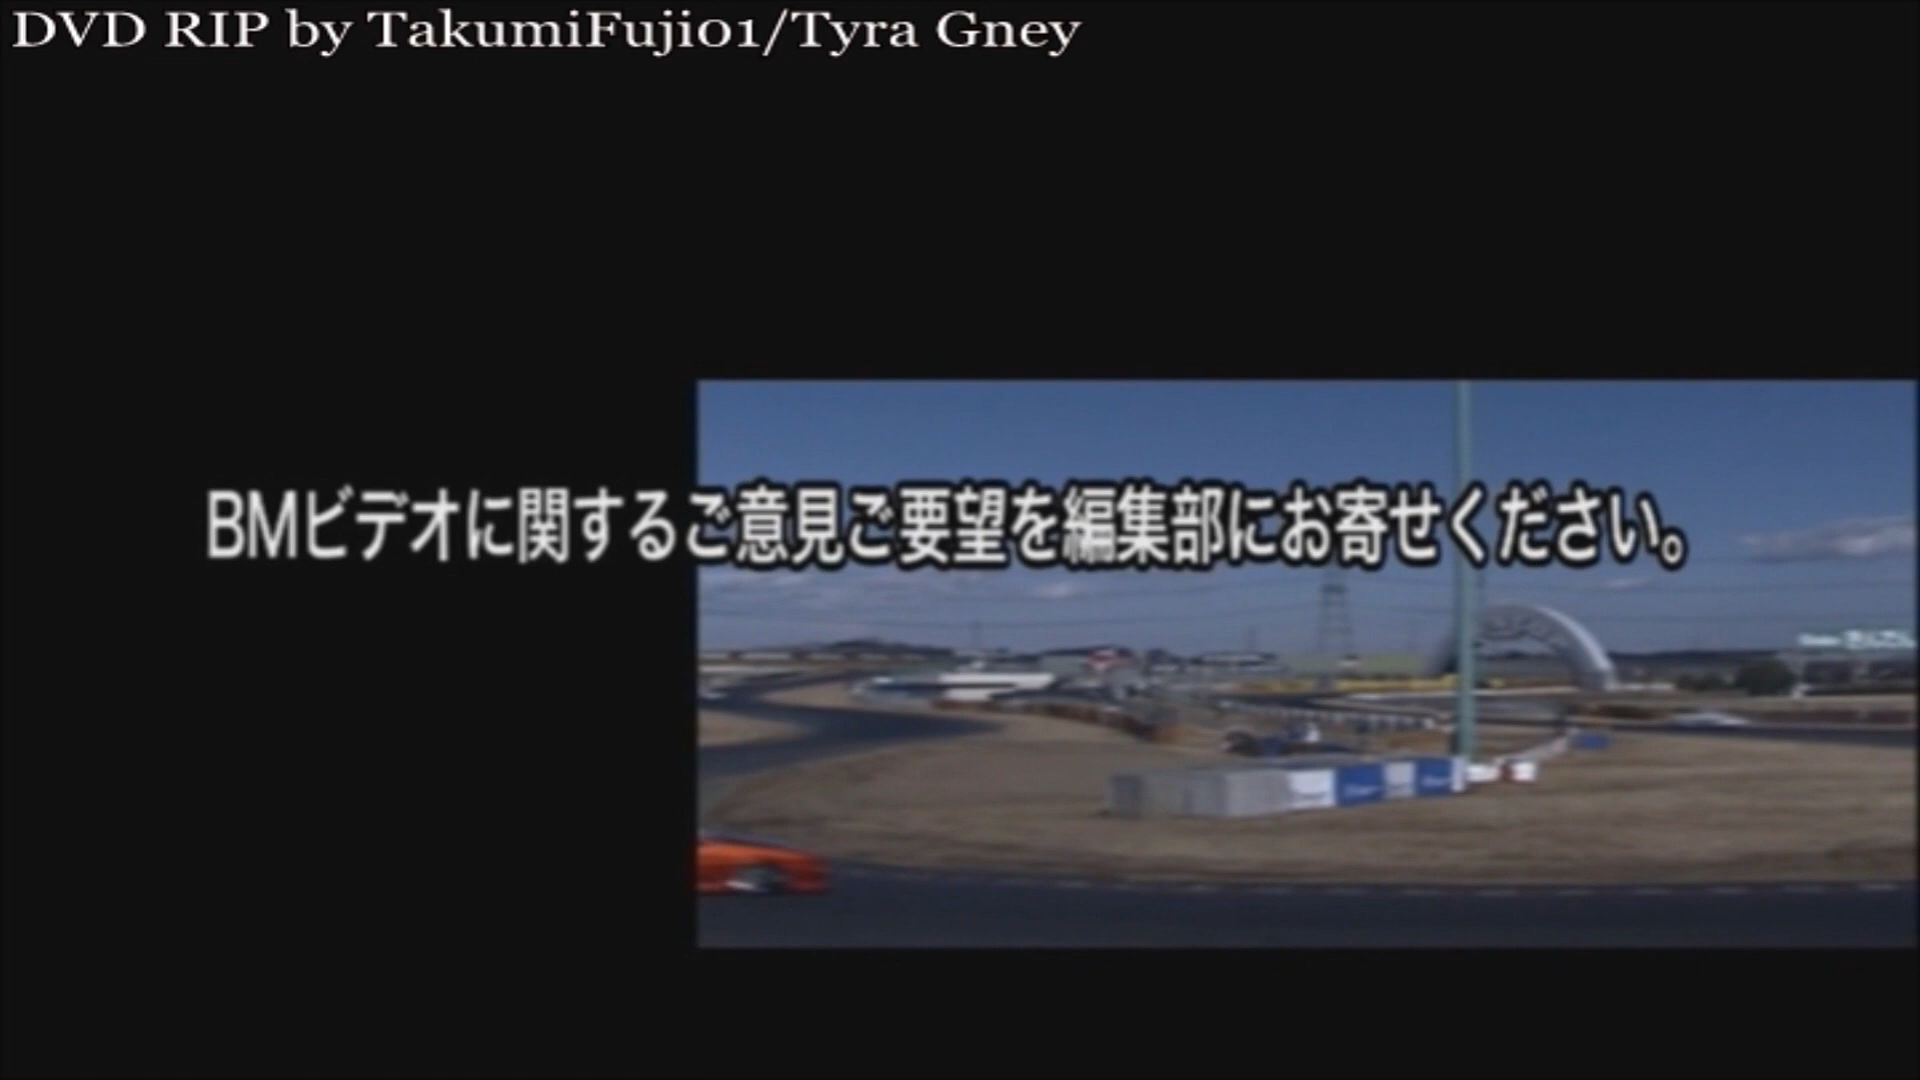 DVD RIP by TakumiFuji01/Tyra Gney
BMビデオに関するご意見ご要望を編集部にお寄せください。